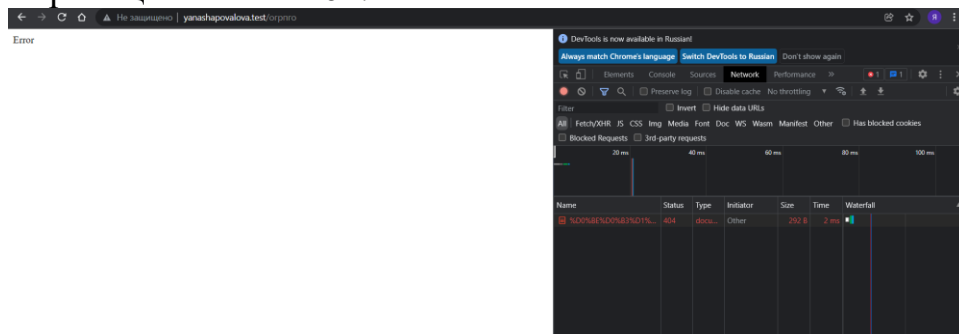 Не защищено | yanashapovalova.test/огрпго
Я
Error
DevTools is now available in Russian!
Always match Chrome's language Switch DevTools to Russian Don't show again
Elements Console Sources Network Performance » 1 1
Preserve log Disable cache No throttling
Filter Invert Hide data URLs
All Fetch/XHR JS CSS Img Media Font Doc WS Wasm Manifest Other Has blocked cookies
Blocked Requests 3rd-party requests
20 ms 40 ms 60 ms 80 ms 100 ms
Name Status Type Initiator Size Time Waterfall
%D0%BE%D0%B3%D1%... 404 docu... Other 292 B 2 ms